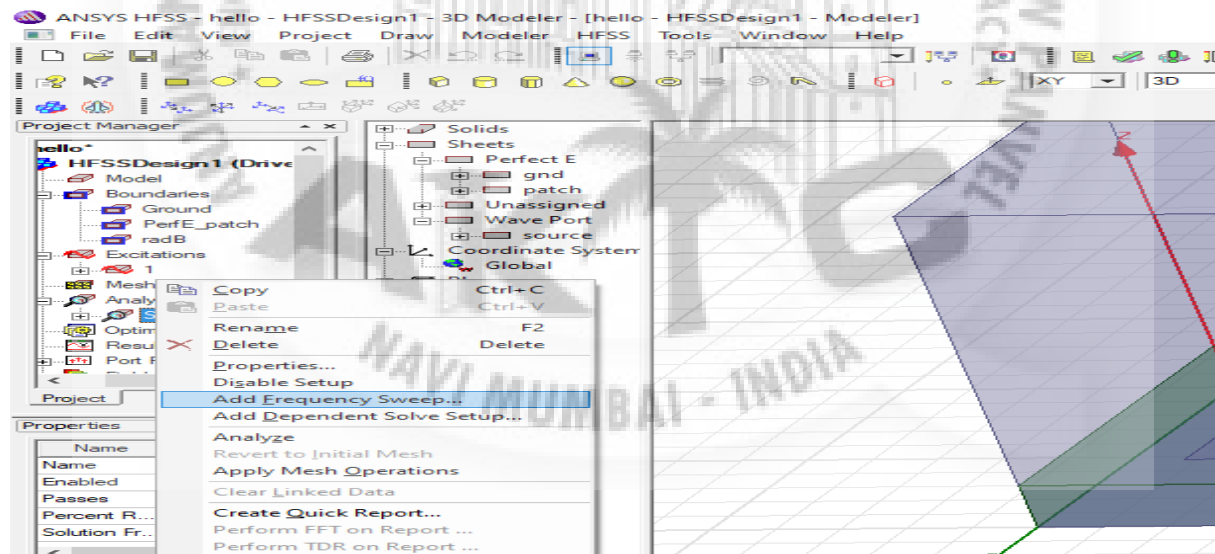 ANSYS HFSS - hello - HFSSDesign1 - 3D Modeler - [hello - HFSSDesign1 - Modeler]
File Edit View Project Draw Modeler HFSS Tools Window Help
XY 3D
Project Manager
hello*
HFSSDesign1 (Drive
Model
Boundaries
Ground
PerfE_patch
radB
Excitations
1
Mesh
Analy
S
Optim
Resu
Port F
Project
Solids
Sheets
Perfect E
gnd
patch
Unassigned
Wave Port
source
Coordinate System
Global
Copy Ctrl+C
Paste Ctrl+V
Rename F2
Delete Delete
Properties...
Disable Setup
Add Frequency Sweep...
Add Dependent Solve Setup...
Analyze
Revert to Initial Mesh
Apply Mesh Operations
Clear Linked Data
Create Quick Report...
Perform FFT on Report ...
Perform TDR on Report ...
Properties
Name
Name
Enabled
Passes
Percent R...
Solution Fr...
Z
NAVI MUMBAI - INDIA